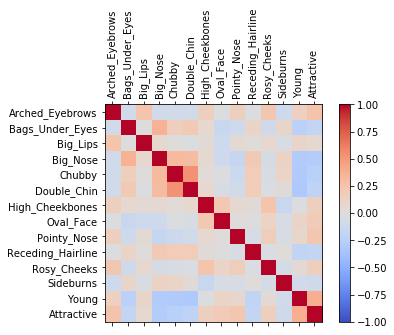 Arched_Eyebrows
Bags_Under_Eyes
Big_Lips
Big_Nose
Chubby
Double_Chin
High_Cheekbones
Oval_Face
Pointy_Nose
Receding_Hairline
Rosy_Cheeks
Sideburns
Young
Attractive
Arched_Eyebrows
Bags_Under_Eyes
Big_Lips
Big_Nose
Chubby
Double_Chin
High_Cheekbones
Oval_Face
Pointy_Nose
Receding_Hairline
Rosy_Cheeks
Sideburns
Young
Attractive
1.00
0.75
0.50
0.25
0.00
−0.25
−0.50
−0.75
−1.00